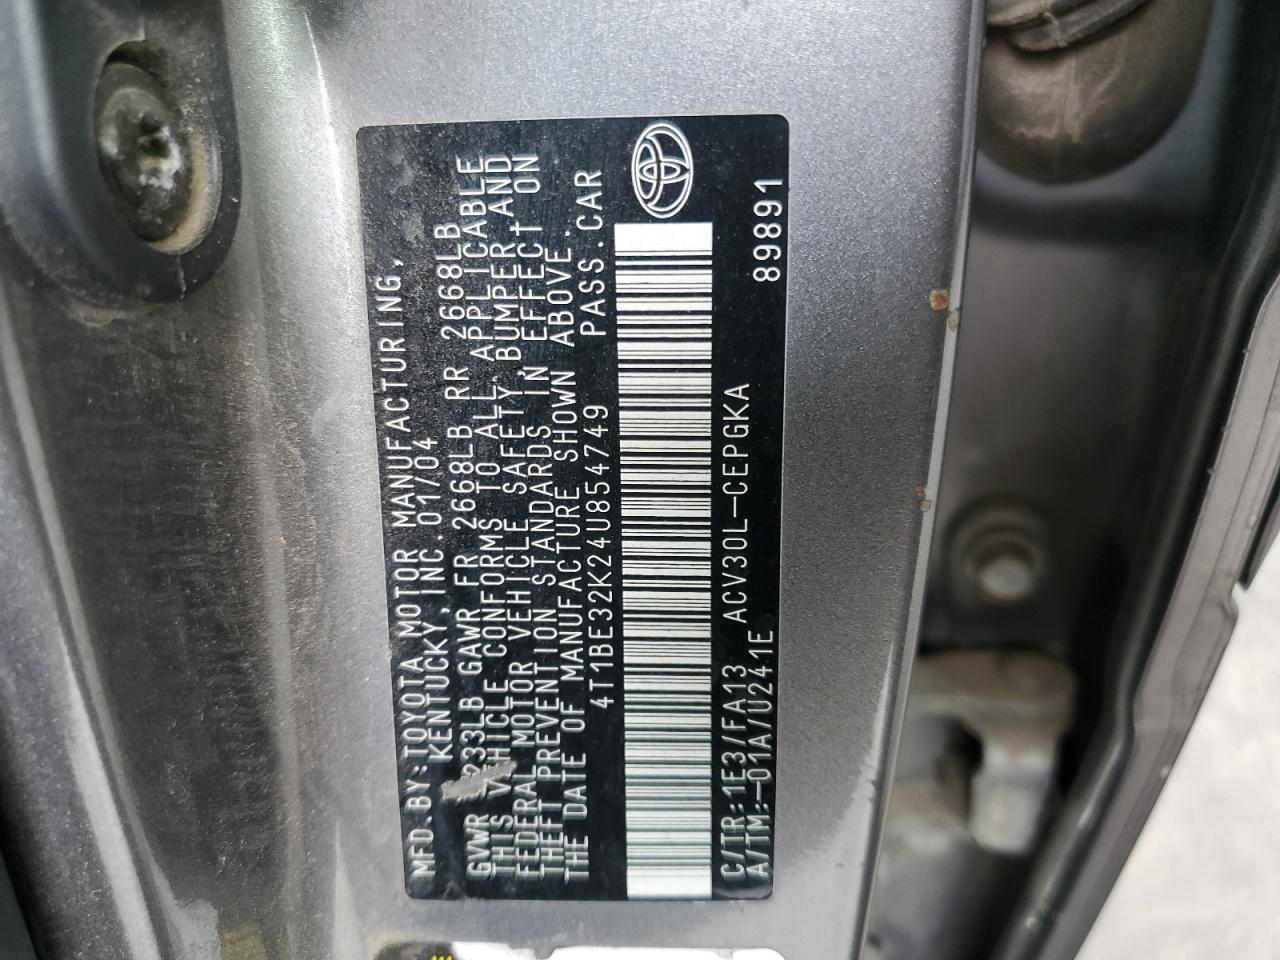 MFD.BY:TOYOTA MOTOR MANUFACTURING,
KENTUCKY,INC.01/04
GVWR 233LB GAWR FR 2668LB RR 2668LB
THIS VEHICLE CONFORMS TO ALL APPLICABLE
FEDERAL MOTOR VEHICLE SAFETY,BUMPER,AND
THEFT PREVENTION STANDARDS IN EFFECT ON
THE DATE OF MANUFACTURE SHOWN ABOVE.
4T1BE32K24U854749 PASS.CAR
C/TR:1E3/FA13 ACV30L-CEPGKA 89891
A/TM:-01A/U241E